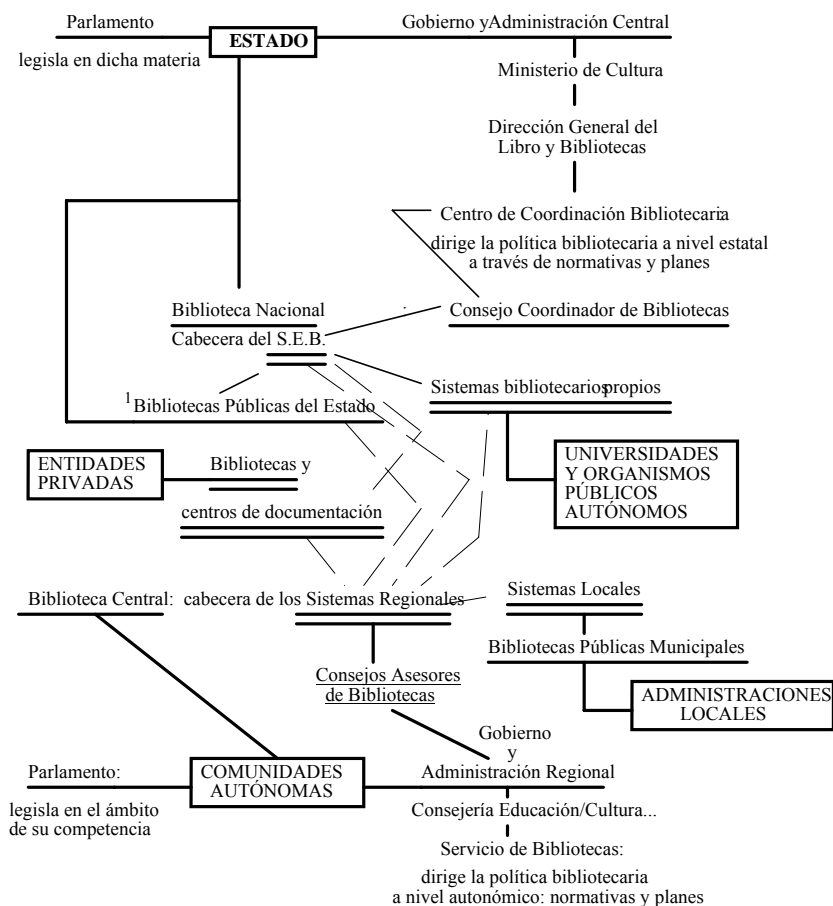 Parlamento
ESTADO
Gobierno yAdministración Central
legisla en dicha materia
Ministerio de Cultura
Dirección General del
Libro y Bibliotecas
Centro de Coordinación Bibliotecaria
dirige la política bibliotecaria a nivel estatal
a través de normativas y planes
Biblioteca Nacional
Consejo Coordinador de Bibliotecas
Cabecera del S.E.B.
1 Bibliotecas Públicas del Estado
Sistemas bibliotecarios propios
UNIVERSIDADES
Y ORGANISMOS
PÚBLICOS
AUTÓNOMOS
ENTIDADES
PRIVADAS
Bibliotecas y
centros de documentación
Biblioteca Central:
cabecera de los Sistemas Regionales
Sistemas Locales
Bibliotecas Públicas Municipales
ADMINISTRACIONES
LOCALES
Consejos Asesores
de Bibliotecas
Gobierno
y
Administración Regional
Parlamento:
COMUNIDADES
AUTÓNOMAS
legisla en el ámbito
de su competencia
Consejería Educación/Cultura...
Servicio de Bibliotecas:
dirige la política bibliotecaria
a nivel autonómico: normativas y planes